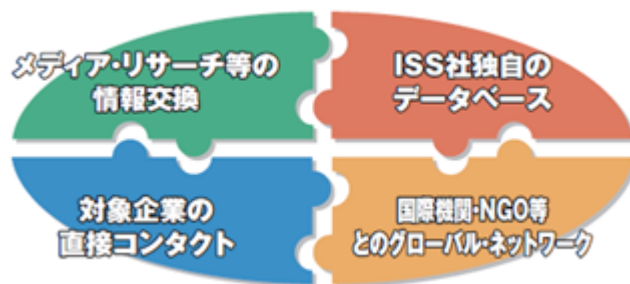 メディア・リサーチ等の
情報交換
ISS社独自の
データベース
対象企業の
直接コンタクト
国際機関・NGO等
とのグローバル・ネットワーク